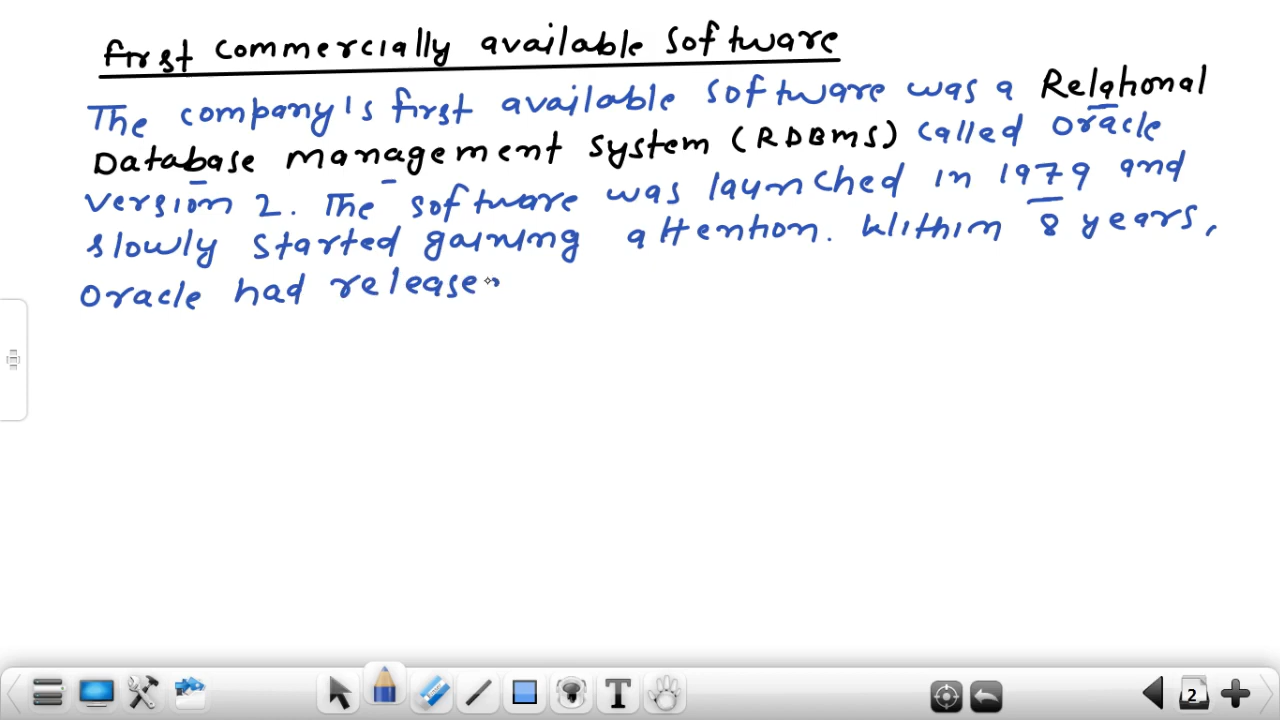 First commercially available Software
The company's first available software was a Relational
Database management System (RDBMS) called Oracle
version 2. The software was launched in 1979 and
slowly started gaining attention. Within 8 years,
Oracle had release
2